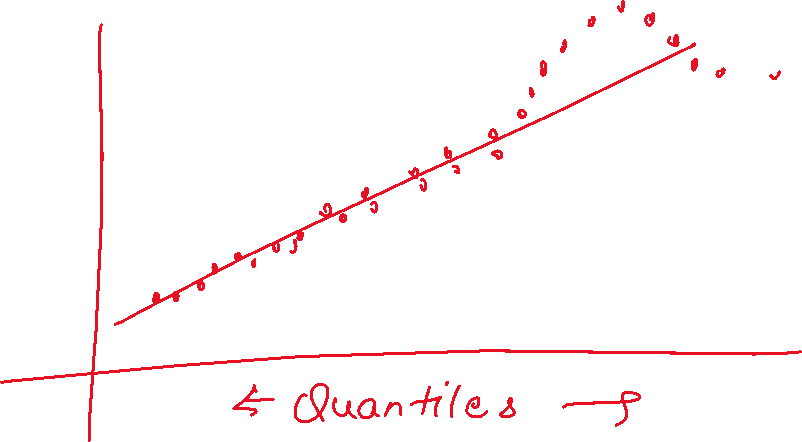 ← Quantiles →